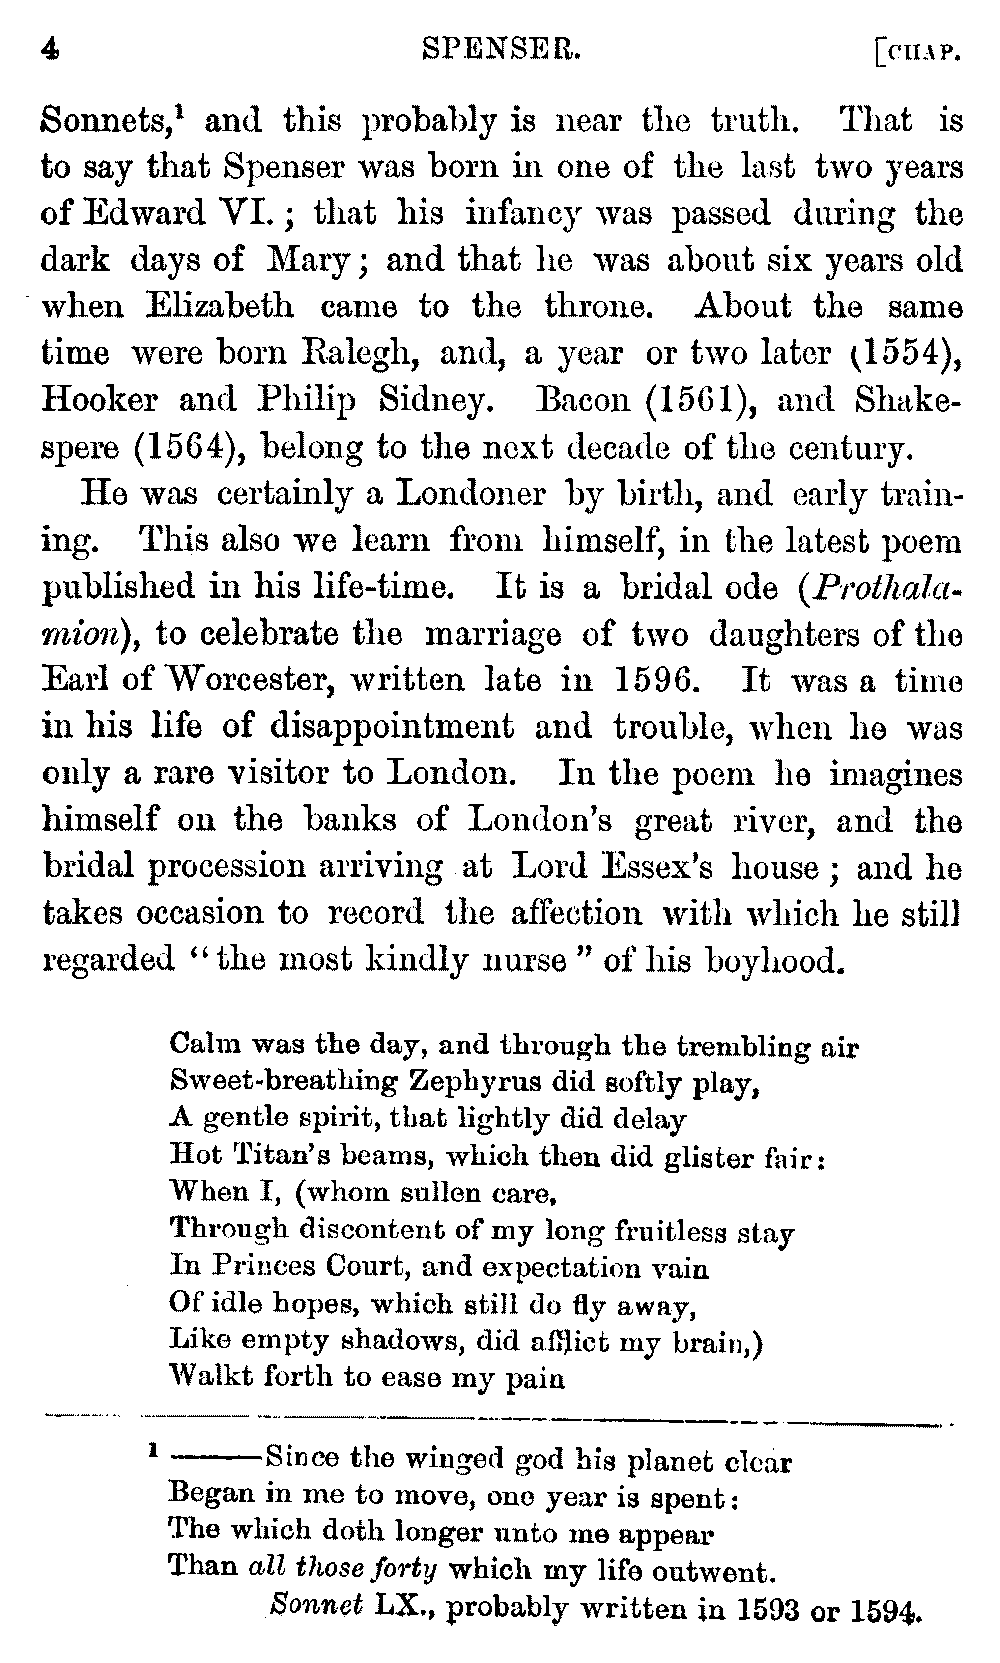 4 SPENSER. [CHAP.
Sonnets,¹ and this probably is near the truth. That is
to say that Spenser was born in one of the last two years
of Edward VI. ; that his infancy was passed during the
dark days of Mary ; and that he was about six years old
when Elizabeth came to the throne. About the same
time were born Ralegh, and, a year or two later (1554),
Hooker and Philip Sidney. Bacon (1561), and Shake-
spere (1564), belong to the next decade of the century.
He was certainly a Londoner by birth, and early train-
ing. This also we learn from himself, in the latest poem
published in his life-time. It is a bridal ode (Prothala-
mion), to celebrate the marriage of two daughters of the
Earl of Worcester, written late in 1596. It was a time
in his life of disappointment and trouble, when he was
only a rare visitor to London. In the poem he imagines
himself on the banks of London's great river, and the
bridal procession arriving at Lord Essex's house ; and he
takes occasion to record the affection with which he still
regarded "the most kindly nurse" of his boyhood.
Calm was the day, and through the trembling air
Sweet-breathing Zephyrus did softly play,
A gentle spirit, that lightly did delay
Hot Titan's beams, which then did glister fair:
When I, (whom sullen care,
Through discontent of my long fruitless stay
In Princes Court, and expectation vain
Of idle hopes, which still do fly away,
Like empty shadows, did afflict my brain,)
Walkt forth to ease my pain
¹ ———Since the winged god his planet clear
Began in me to move, one year is spent:
The which doth longer unto me appear
Than all those forty which my life outwent.
Sonnet LX., probably written in 1593 or 1594.